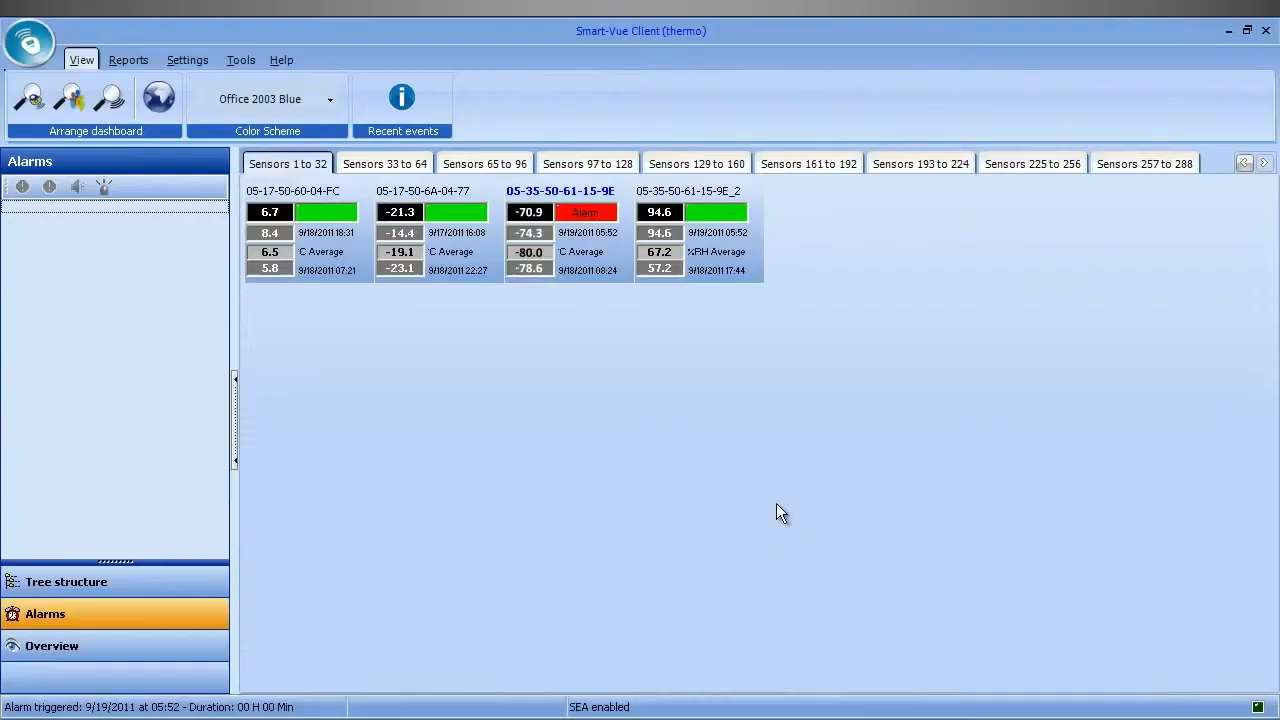 Smart-Vue Client (thermo)
View Reports Settings Tools Help
Office 2003 Blue
Arrange dashboard Color Scheme Recent events
Alarms
Sensors 1 to 32 Sensors 33 to 64 Sensors 65 to 96 Sensors 97 to 128 Sensors 129 to 160 Sensors 161 to 192 Sensors 193 to 224 Sensors 225 to 256 Sensors 257 to 288
05-17-50-60-04-FC 05-17-50-6A-04-77 05-35-50-61-15-9E 05-35-50-61-15-9E_2
6.7 -21.3 -70.9 Alarm 94.6
8.4 9/18/2011 18:31 -14.4 9/17/2011 16:08 -74.3 9/19/2011 05:52 94.6 9/19/2011 05:52
6.5 °C Average -19.1 °C Average -80.0 °C Average 67.2 %RH Average
5.8 9/18/2011 07:21 -23.1 9/18/2011 22:27 -78.6 9/18/2011 08:24 57.2 9/18/2011 17:44
Tree structure
Alarms
Overview
Alarm triggered: 9/19/2011 at 05:52 - Duration: 00 H 00 Min SEA enabled